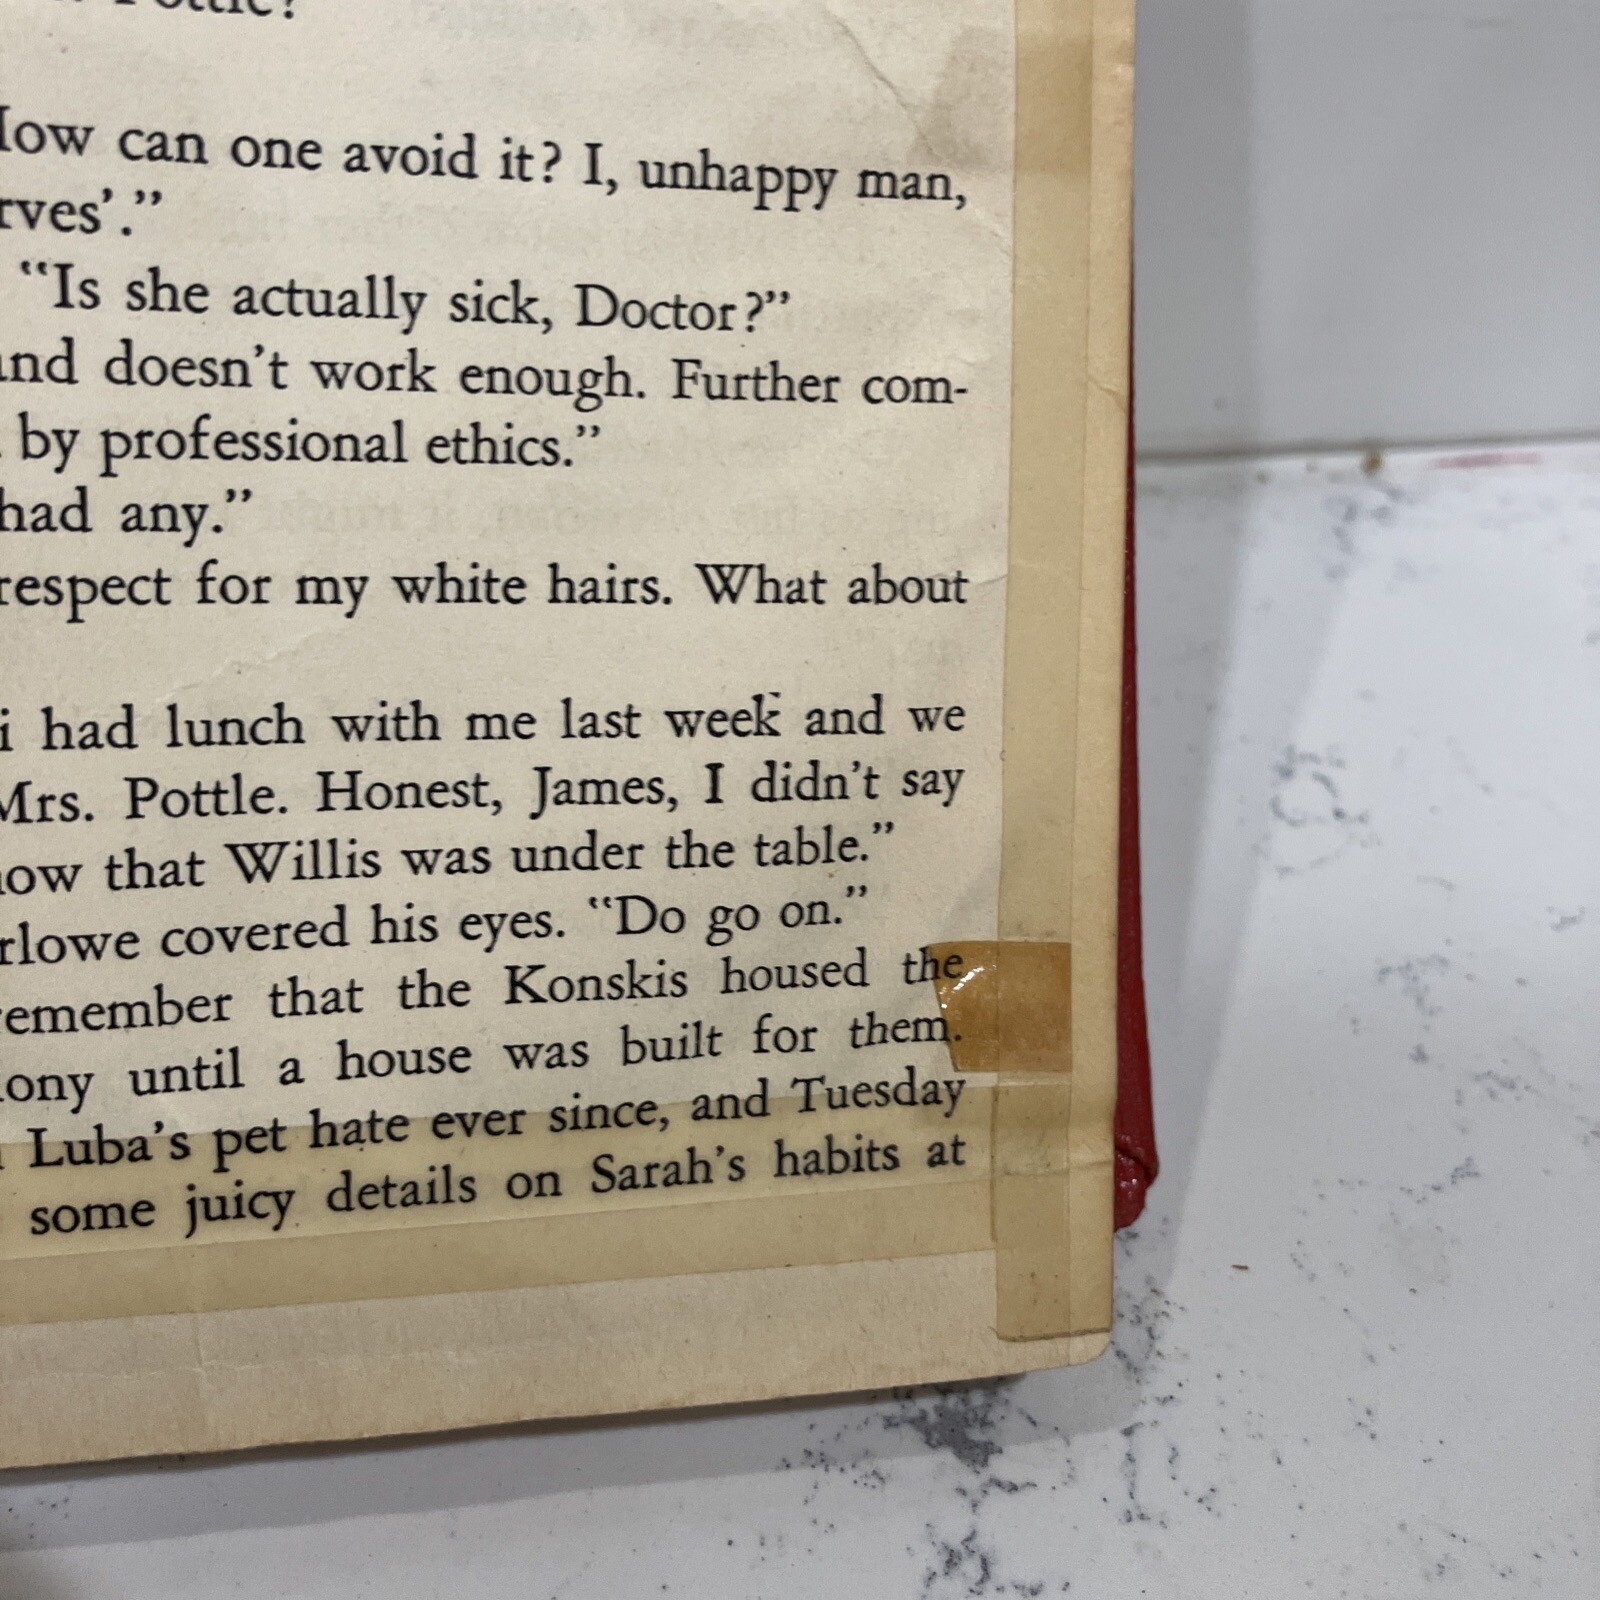 Pottle?
How can one avoid it? I, unhappy man,
rves'."
"Is she actually sick, Doctor?"
and doesn't work enough. Further com-
by professional ethics."
had any."
respect for my white hairs. What about
i had lunch with me last week and we
Mrs. Pottle. Honest, James, I didn't say
now that Willis was under the table."
rlowe covered his eyes. "Do go on."
remember that the Konskis housed the
lony until a house was built for them.
Luba's pet hate ever since, and Tuesday
some juicy details on Sarah's habits at